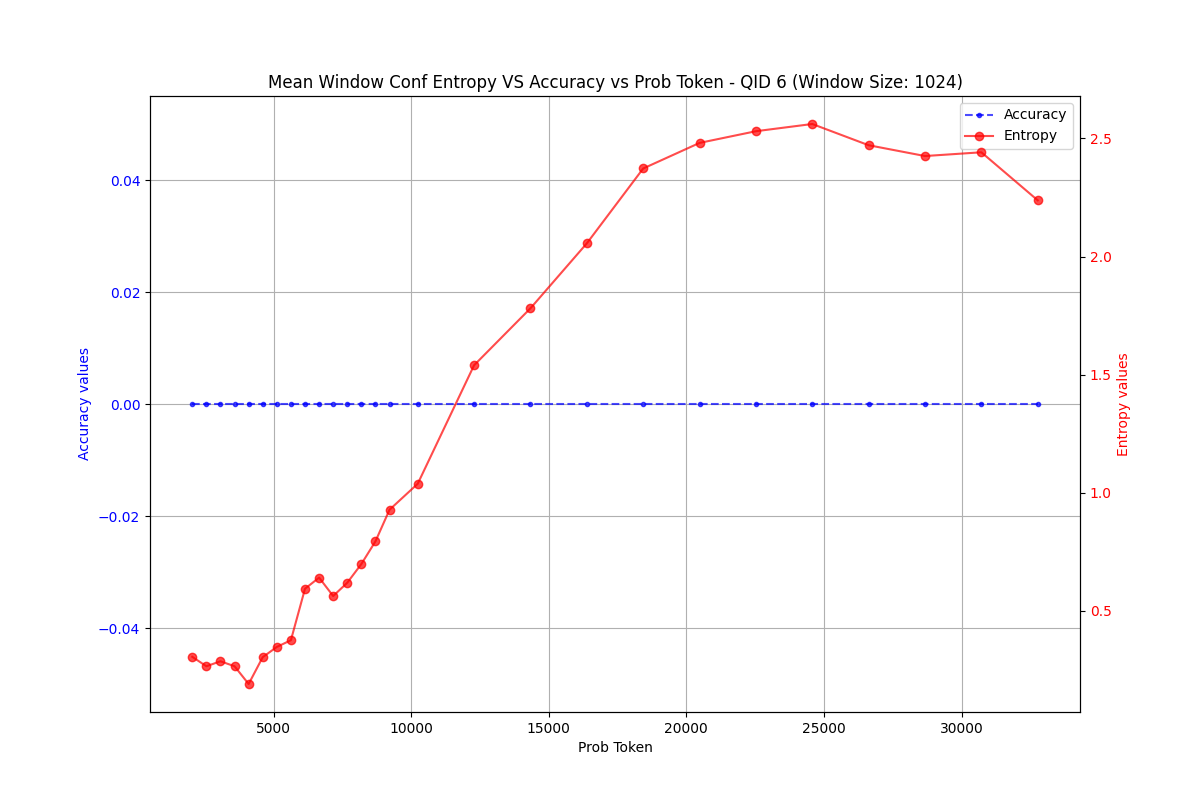 Mean Window Conf Entropy VS Accuracy vs Prob Token - QID 6 (Window Size: 1024)
Accuracy
Entropy
0.04
0.02
0.00
−0.02
−0.04
Accuracy values
2.5
2.0
1.5
1.0
0.5
Entropy values
5000
10000
15000
20000
25000
30000
Prob Token